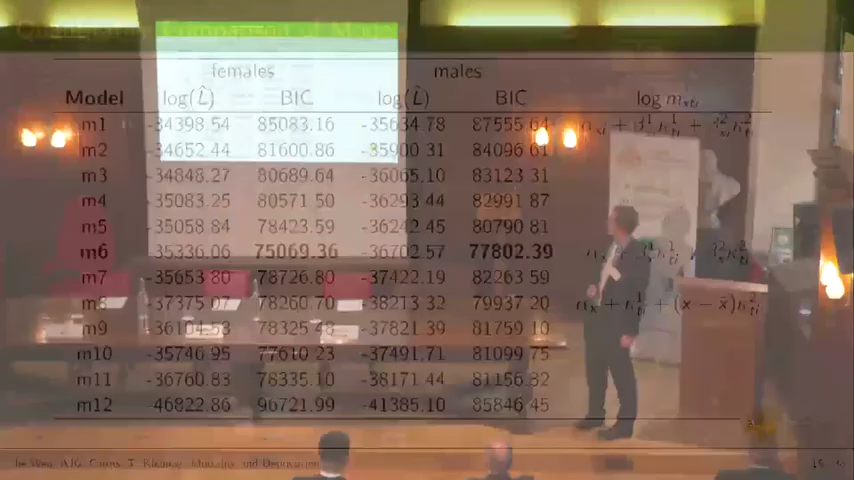 females males
Model log(L̂) BIC log(L̂) BIC log m_xti
m1 -34398.54 85083.16 -35634.78 87555.64
m2 -34652.44 81600.86 -35900.31 84096.61
m3 -34848.27 80689.64 -36065.10 83123.31
m4 -35083.25 80571.50 -36293.44 82991.87
m5 -35058.84 78423.59 -36242.45 80790.81
m6 -35336.06 75069.36 -36702.57 77802.39
m7 -35653.80 78726.80 -37422.19 82263.59
m8 -37375.07 78260.70 -38213.32 79937.20
m9 -36104.58 78325.48 -37821.39 81759.10
m10 -35746.95 77610.23 -37491.71 81099.75
m11 -36760.83 78335.10 -38171.44 81156.32
m12 -46822.86 96721.99 -41385.10 85846.45